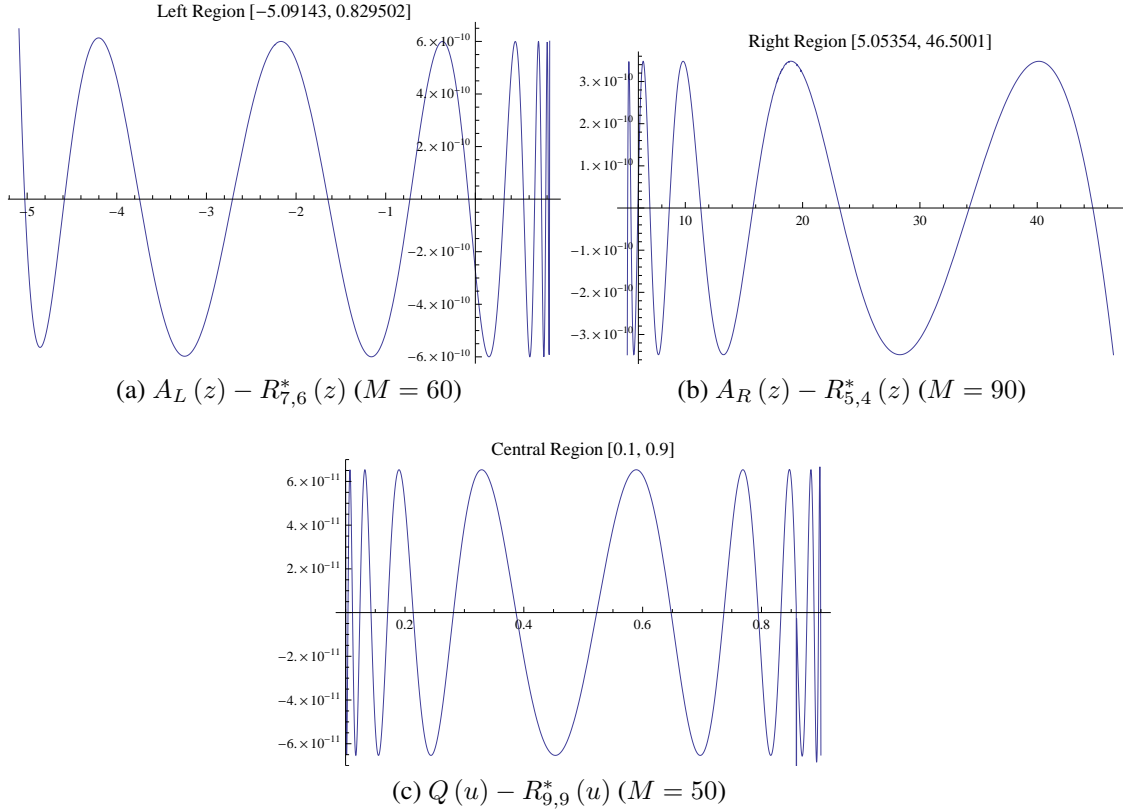 Left Region [−5.09143, 0.829502]
6.×10⁻¹⁰
4.×10⁻¹⁰
2.×10⁻¹⁰
−5 −4 −3 −2 −1
−2.×10⁻¹⁰
−4.×10⁻¹⁰
−6.×10⁻¹⁰
(a) A_L (z) − R*_{7,6} (z) (M = 60)
Right Region [5.05354, 46.5001]
3.×10⁻¹⁰
2.×10⁻¹⁰
1.×10⁻¹⁰
10 20 30 40
−1.×10⁻¹⁰
−2.×10⁻¹⁰
−3.×10⁻¹⁰
(b) A_R (z) − R*_{5,4} (z) (M = 90)
Central Region [0.1, 0.9]
6.×10⁻¹¹
4.×10⁻¹¹
2.×10⁻¹¹
0.2 0.4 0.6 0.8
−2.×10⁻¹¹
−4.×10⁻¹¹
−6.×10⁻¹¹
(c) Q (u) − R*_{9,9} (u) (M = 50)